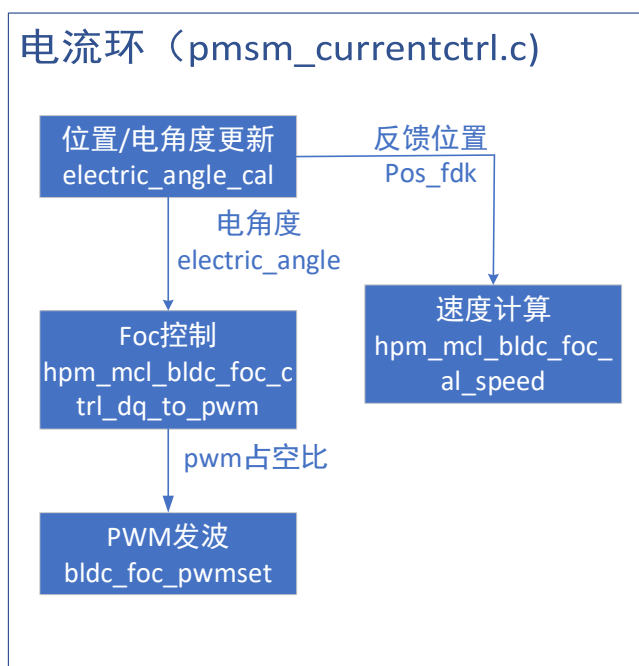 电流环（pmsm_currentctrl.c)
位置/电角度更新
electric_angle_cal
反馈位置
Pos_fdk
电角度
electric_angle
Foc控制
hpm_mcl_bldc_foc_c
trl_dq_to_pwm
速度计算
hpm_mcl_bldc_foc_
al_speed
pwm占空比
PWM发波
bldc_foc_pwmset